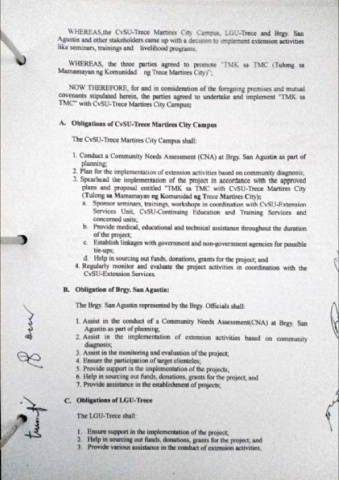 WHEREAS,the CvSU-Trece Martires City Campus, LGU-Trece and Brgy. San
Agustin and other stakeholders came up with a decision to implement extension activities
like seminars, trainings and livelihood programs;
WHEREAS, the three parties agreed to promote "TMK sa TMC (Tulong sa
Mamamayan ng Komunidad ng Trece Martires City)";
NOW THEREFORE, for and in consideration of the foregoing premises and mutual
covenants stipulated herein, the parties agreed to undertake and implement "TMK sa
TMC" with CvSU-Trece Martires City Campus;
A. Obligations of CvSU-Trece Martires City Campus
The CvSU-Trece Martires City Campus shall:
1. Conduct a Community Needs Assessment (CNA) at Brgy. San Agustin as part of
planning;
2. Plan for the implementation of extension activities based on community diagnosis;
3. Spearhead the implementation of the project in accordance with the approved
plans and proposal entitled "TMK sa TMC with CvSU-Trece Martires City
(Tulong sa Mamamayan ng Komunidad ng Trece Martires City);
a. Sponsor seminars, trainings, workshops in coordination with CvSU-Extension
Services Unit, CvSU-Continuing Education and Training Services and
concerned units;
b. Provide medical, educational and technical assistance throughout the duration
of the project;
c. Establish linkages with government and non-government agencies for possible
tie-ups;
d. Help in sourcing out funds, donations, grants for the project; and
4. Regularly monitor and evaluate the project activities in coordination with the
CvSU-Extension Services.
B. Obligation of Brgy. San Agustin:
The Brgy. San Agustin represented by the Brgy. Officials shall:
1. Assist in the conduct of a Community Needs Assessment(CNA) at Brgy. San
Agustin as part of planning,
2. Assist in the implementation of extension activities based on community
diagnosis;
3. Assist in the monitoring and evaluation of the project;
4. Ensure the participation of target clienteles;
5. Provide support in the implementation of the projects;
6. Help in sourcing out funds, donations, grants for the project; and
7. Provide assistance in the establishment of projects;
C. Obligations of LGU-Trece
The LGU-Trece shall:
1. Ensure support in the implementation of the project;
2. Help in sourcing out funds, donations, grants for the project; and
3. Provide various assistance in the conduct of extension activities.